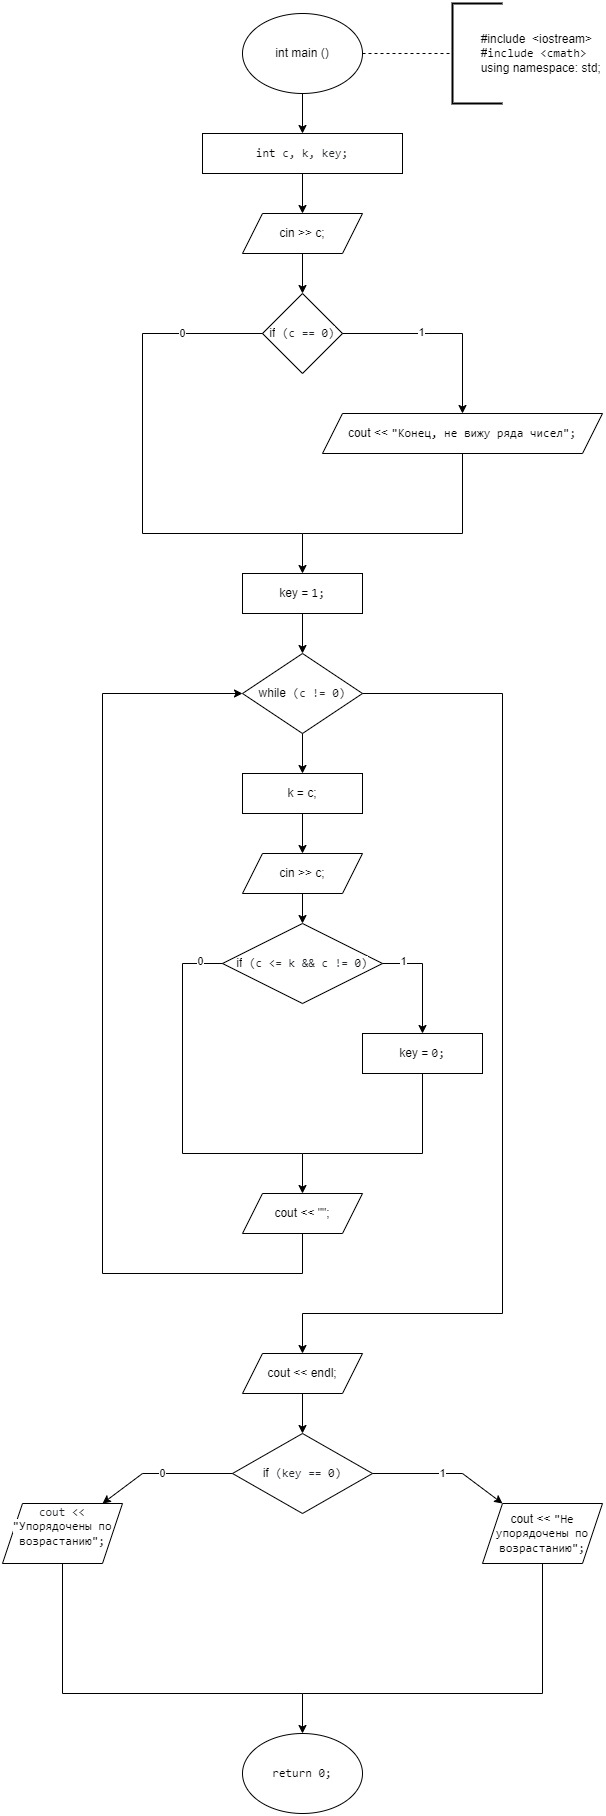 int main ()
#include  <iostream>
#include <cmath>
using namespace: std;
int c, k, key;
cin >> c;
if (c == 0)
0
1
cout << "Конец, не вижу ряда чисел";
key = 1;
while (c != 0)
k = c;
cin >> c;
if (c <= k && c != 0)
0
1
key = 0;
cout << "";
cout << endl;
if (key == 0)
0
1
cout <<
"Упорядочены по
возрастанию";
cout << "Не
упорядочены по
возрастанию";
return 0;